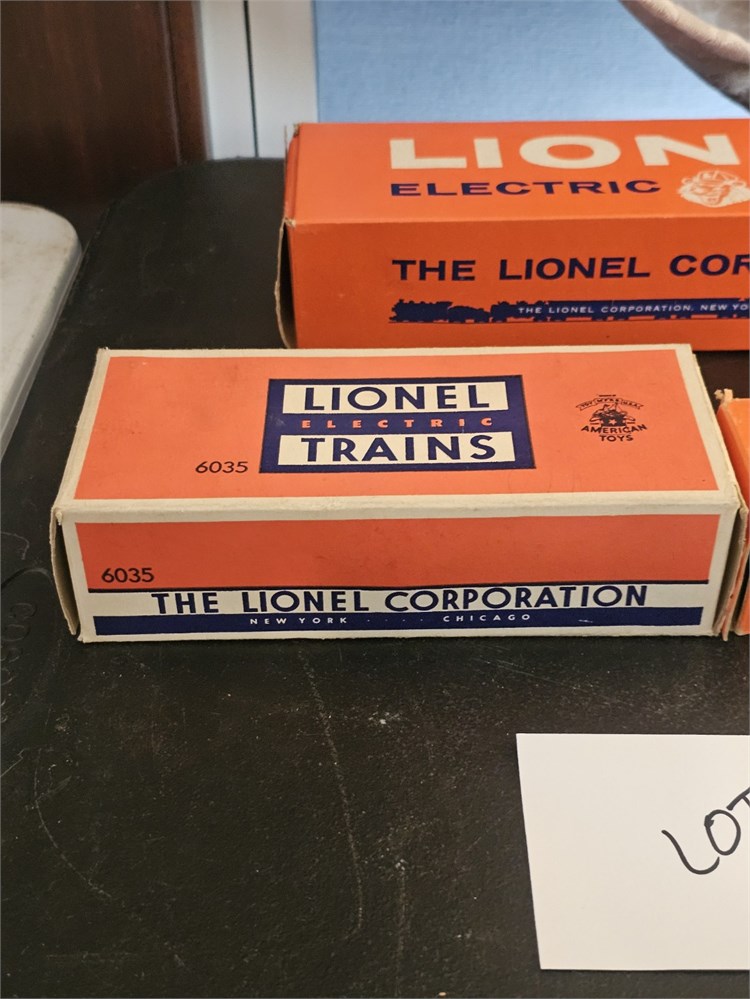 LION
ELECTRIC
THE LIONEL COR
THE LIONEL CORPORATION, NEW YO
LIONEL
ELECTRIC
TRAINS
6035
AMERICAN
TOYS
6035
THE LIONEL CORPORATION
NEW YORK . . . . CHICAGO
LOT